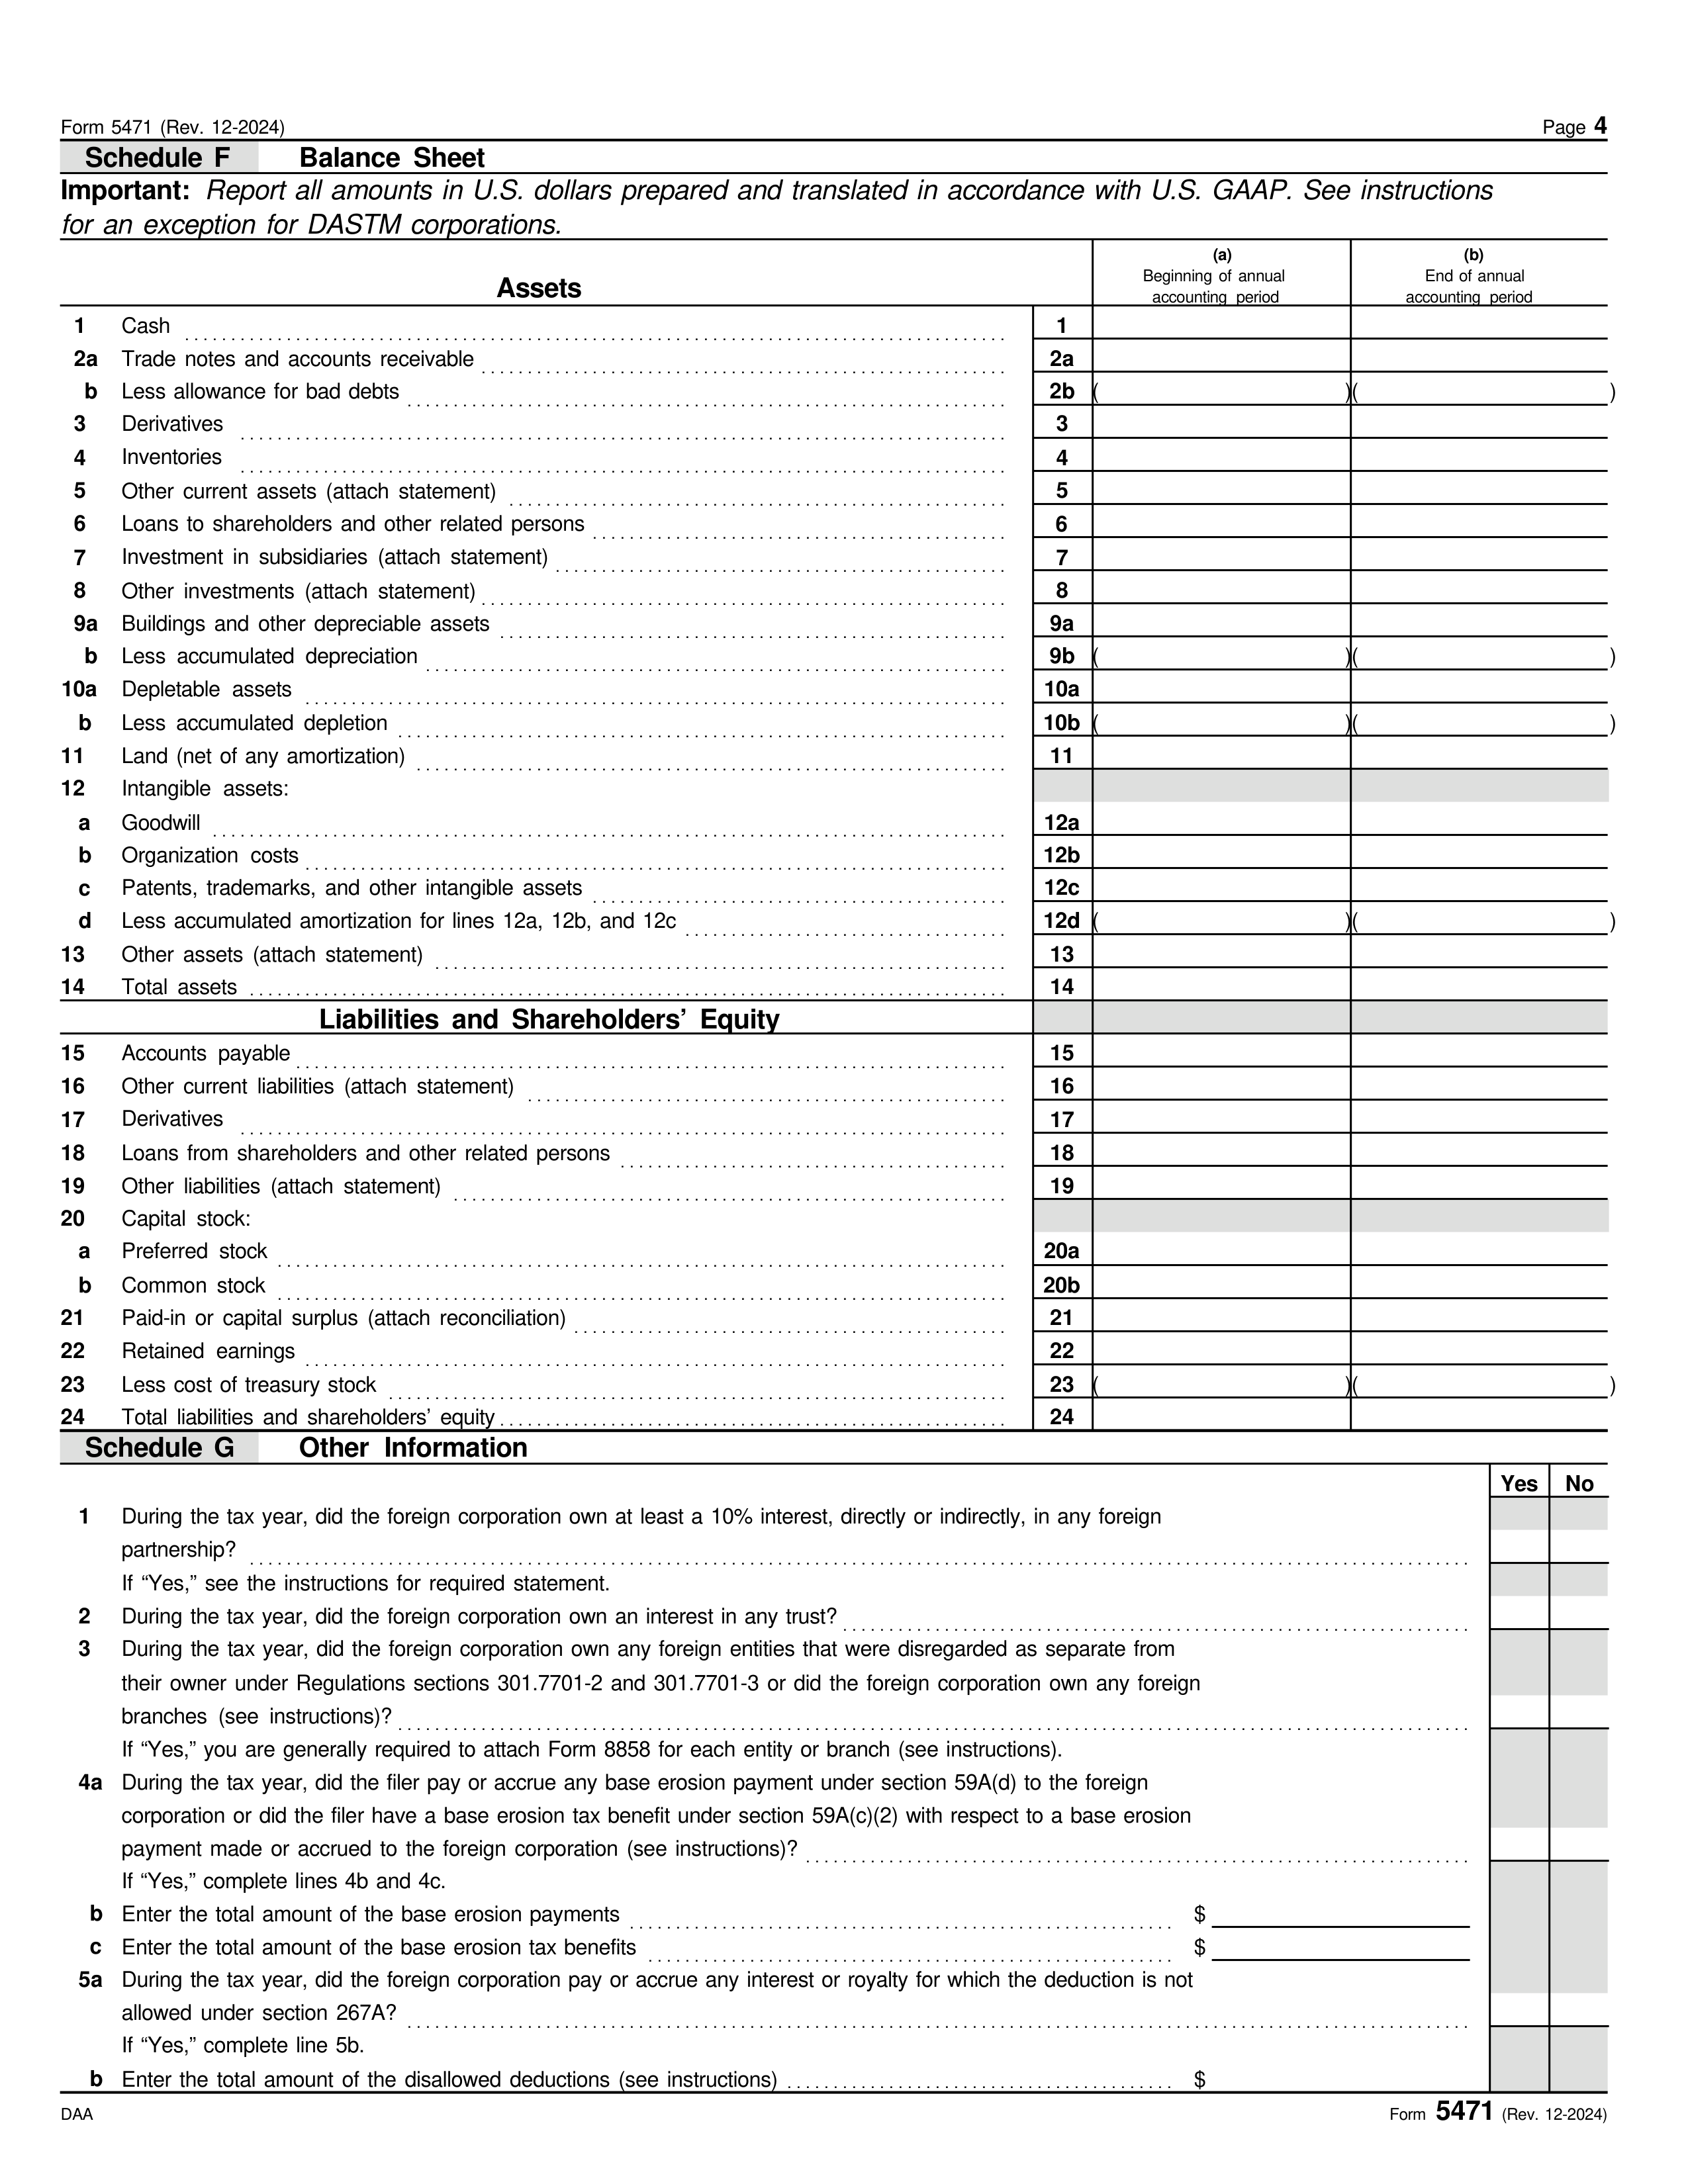 Form 5471 (Rev. 12-2024) Page 4
Schedule F Balance Sheet
Important: Report all amounts in U.S. dollars prepared and translated in accordance with U.S. GAAP. See instructions
for an exception for DASTM corporations.
Assets
(a)
Beginning of annual
accounting period
(b)
End of annual
accounting period
1 Cash 1
2a Trade notes and accounts receivable 2a
b Less allowance for bad debts 2b ( ) ( )
3 Derivatives 3
4 Inventories 4
5 Other current assets (attach statement) 5
6 Loans to shareholders and other related persons 6
7 Investment in subsidiaries (attach statement) 7
8 Other investments (attach statement) 8
9a Buildings and other depreciable assets 9a
b Less accumulated depreciation 9b ( ) ( )
10a Depletable assets 10a
b Less accumulated depletion 10b ( ) ( )
11 Land (net of any amortization) 11
12 Intangible assets:
a Goodwill 12a
b Organization costs 12b
c Patents, trademarks, and other intangible assets 12c
d Less accumulated amortization for lines 12a, 12b, and 12c 12d ( ) ( )
13 Other assets (attach statement) 13
14 Total assets 14
Liabilities and Shareholders’ Equity
15 Accounts payable 15
16 Other current liabilities (attach statement) 16
17 Derivatives 17
18 Loans from shareholders and other related persons 18
19 Other liabilities (attach statement) 19
20 Capital stock:
a Preferred stock 20a
b Common stock 20b
21 Paid-in or capital surplus (attach reconciliation) 21
22 Retained earnings 22
23 Less cost of treasury stock 23 ( ) ( )
24 Total liabilities and shareholders’ equity 24
Schedule G Other Information
Yes No
1 During the tax year, did the foreign corporation own at least a 10% interest, directly or indirectly, in any foreign
partnership?
If “Yes,” see the instructions for required statement.
2 During the tax year, did the foreign corporation own an interest in any trust?
3 During the tax year, did the foreign corporation own any foreign entities that were disregarded as separate from
their owner under Regulations sections 301.7701-2 and 301.7701-3 or did the foreign corporation own any foreign
branches (see instructions)?
If “Yes,” you are generally required to attach Form 8858 for each entity or branch (see instructions).
4a During the tax year, did the filer pay or accrue any base erosion payment under section 59A(d) to the foreign
corporation or did the filer have a base erosion tax benefit under section 59A(c)(2) with respect to a base erosion
payment made or accrued to the foreign corporation (see instructions)?
If “Yes,” complete lines 4b and 4c.
b Enter the total amount of the base erosion payments $
c Enter the total amount of the base erosion tax benefits $
5a During the tax year, did the foreign corporation pay or accrue any interest or royalty for which the deduction is not
allowed under section 267A?
If “Yes,” complete line 5b.
b Enter the total amount of the disallowed deductions (see instructions) $
DAA Form 5471 (Rev. 12-2024)